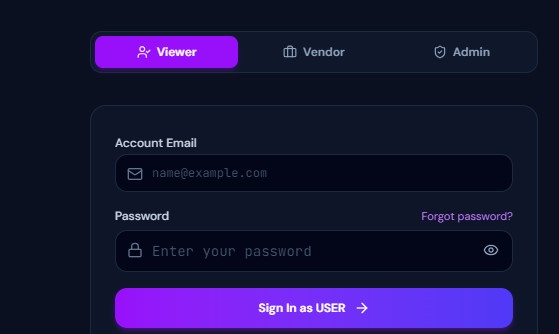 Viewer Vendor Admin
Account Email
name@example.com
Password Forgot password?
Enter your password
Sign In as USER